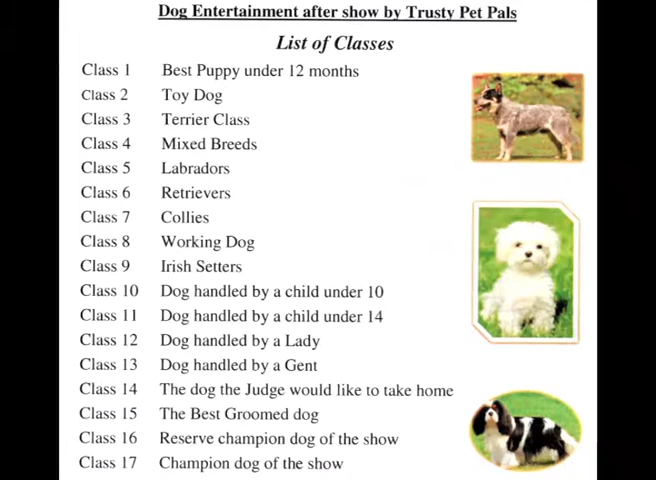 Dog Entertainment after show by Trusty Pet Pals
List of Classes
Class 1 Best Puppy under 12 months
Class 2 Toy Dog
Class 3 Terrier Class
Class 4 Mixed Breeds
Class 5 Labradors
Class 6 Retrievers
Class 7 Collies
Class 8 Working Dog
Class 9 Irish Setters
Class 10 Dog handled by a child under 10
Class 11 Dog handled by a child under 14
Class 12 Dog handled by a Lady
Class 13 Dog handled by a Gent
Class 14 The dog the Judge would like to take home
Class 15 The Best Groomed dog
Class 16 Reserve champion dog of the show
Class 17 Champion dog of the show